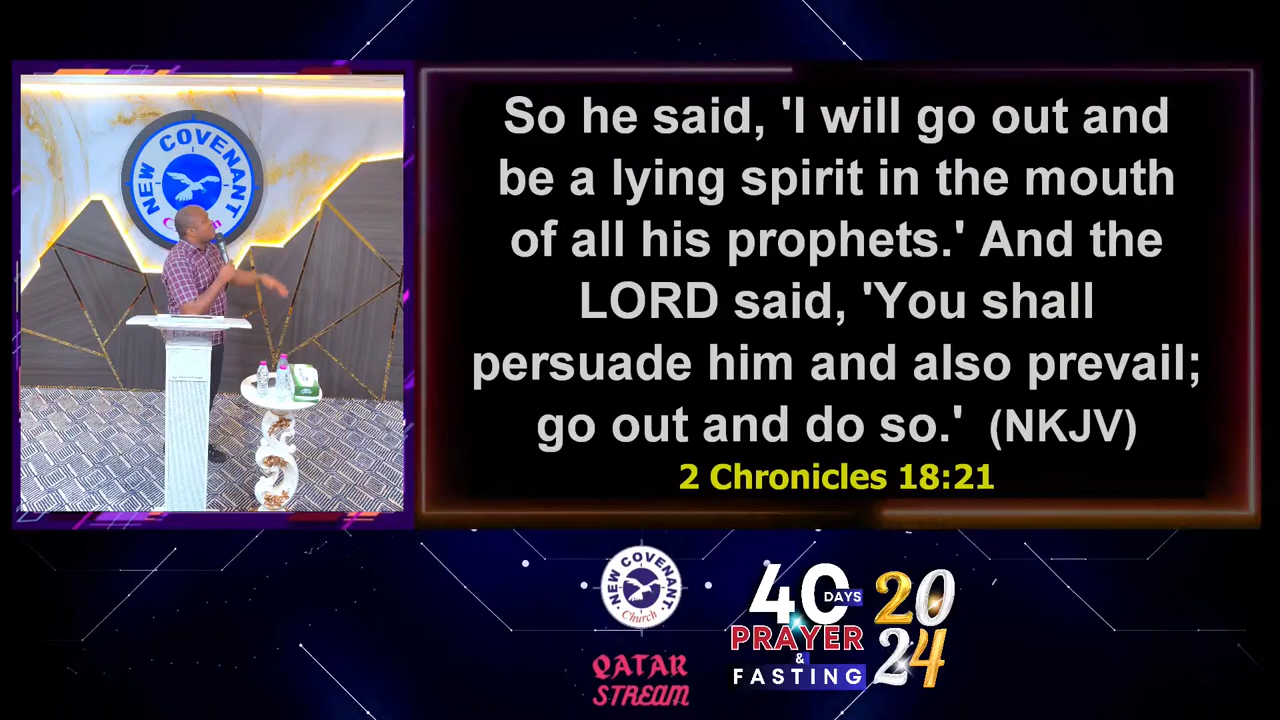 NEW COVENANT
Church
So he said, 'I will go out and
be a lying spirit in the mouth
of all his prophets.' And the
LORD said, 'You shall
persuade him and also prevail;
go out and do so.' (NKJV)
2 Chronicles 18:21
NEW COVENANT
Church
QATAR
STREAM
40 DAYS
PRAYER
&
FASTING
2024